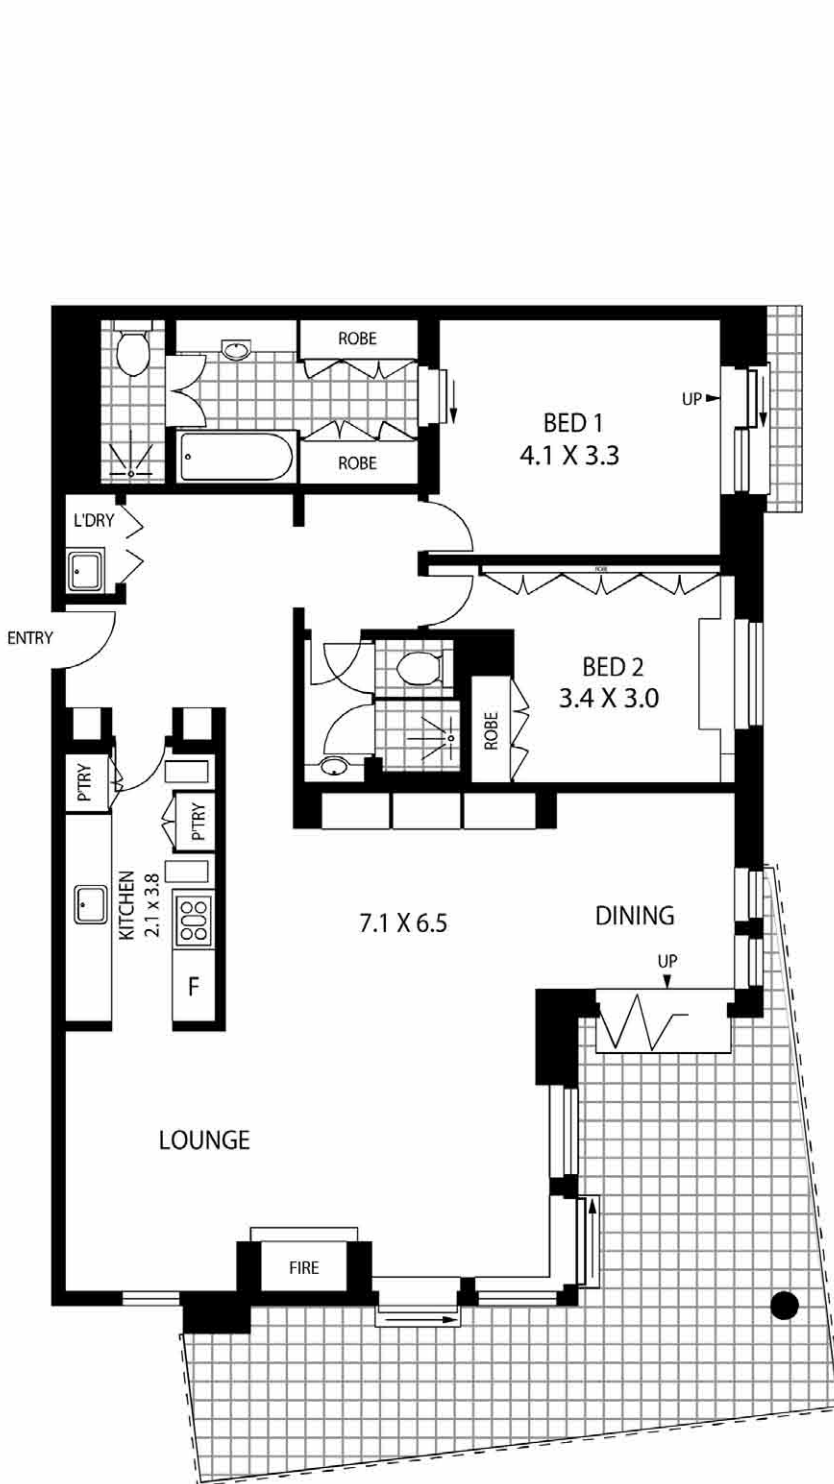 ROBE
BED 1
4.1 X 3.3
UP
ROBE
L'DRY
ROBE
ENTRY
BED 2
3.4 X 3.0
ROBE
P'TRY
P'TRY
KITCHEN
2.1 x 3.8
7.1 X 6.5
DINING
UP
F
LOUNGE
FIRE